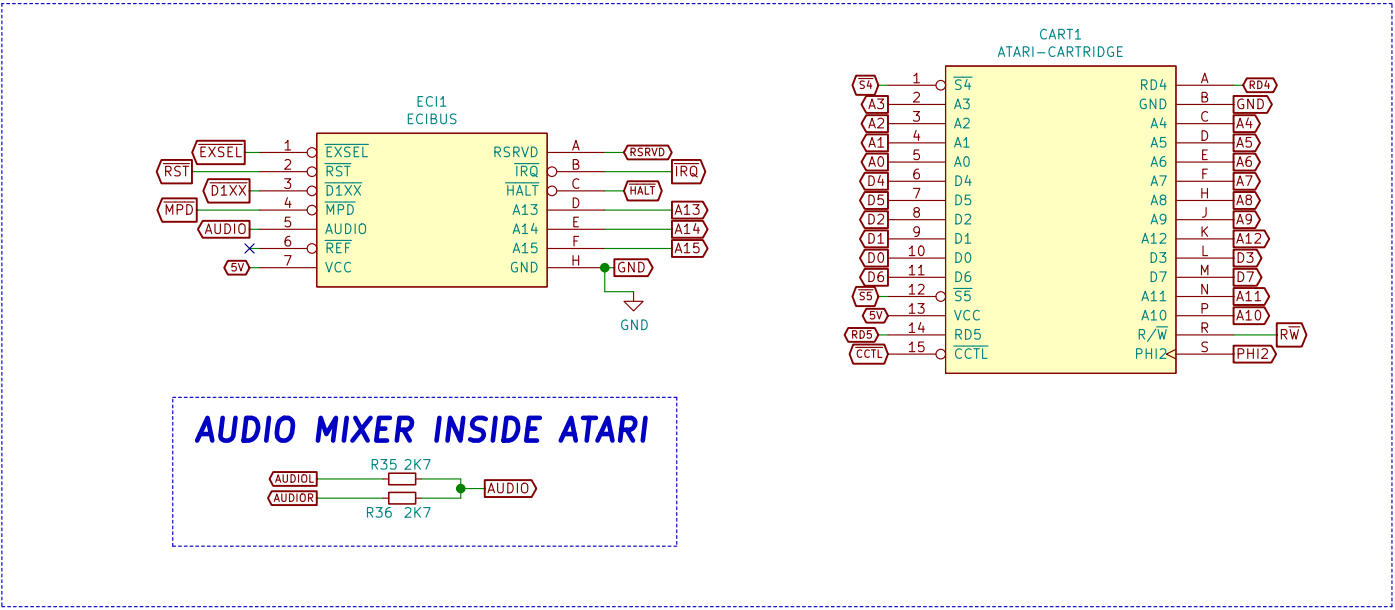 CART1
ATARI-CARTRIDGE
ECI1
ECIBUS
EXSEL 1 EXSEL RSRVD A RSRVD
RST 2 RST IRQ B IRQ
D1XX 3 D1XX HALT C HALT
MPD 4 MPD A13 D A13
AUDIO 5 AUDIO A14 E A14
6 REF A15 F A15
5V 7 VCC GND H GND
GND
S4 1 S4 RD4 A RD4
A3 2 A3 GND B GND
A2 3 A2 A4 C A4
A1 4 A1 A5 D A5
A0 5 A0 A6 E A6
D4 6 D4 A7 F A7
D5 7 D5 A8 H A8
D2 8 D2 A9 J A9
D1 9 D1 A12 K A12
D0 10 D0 D3 L D3
D6 11 D6 D7 M D7
S5 12 S5 A11 N A11
5V 13 VCC A10 P A10
RD5 14 RD5 R/W R RW
CCTL 15 CCTL PHI2 S PHI2
AUDIO MIXER INSIDE ATARI
R35 2K7
AUDIOL
AUDIO
AUDIOR
R36 2K7